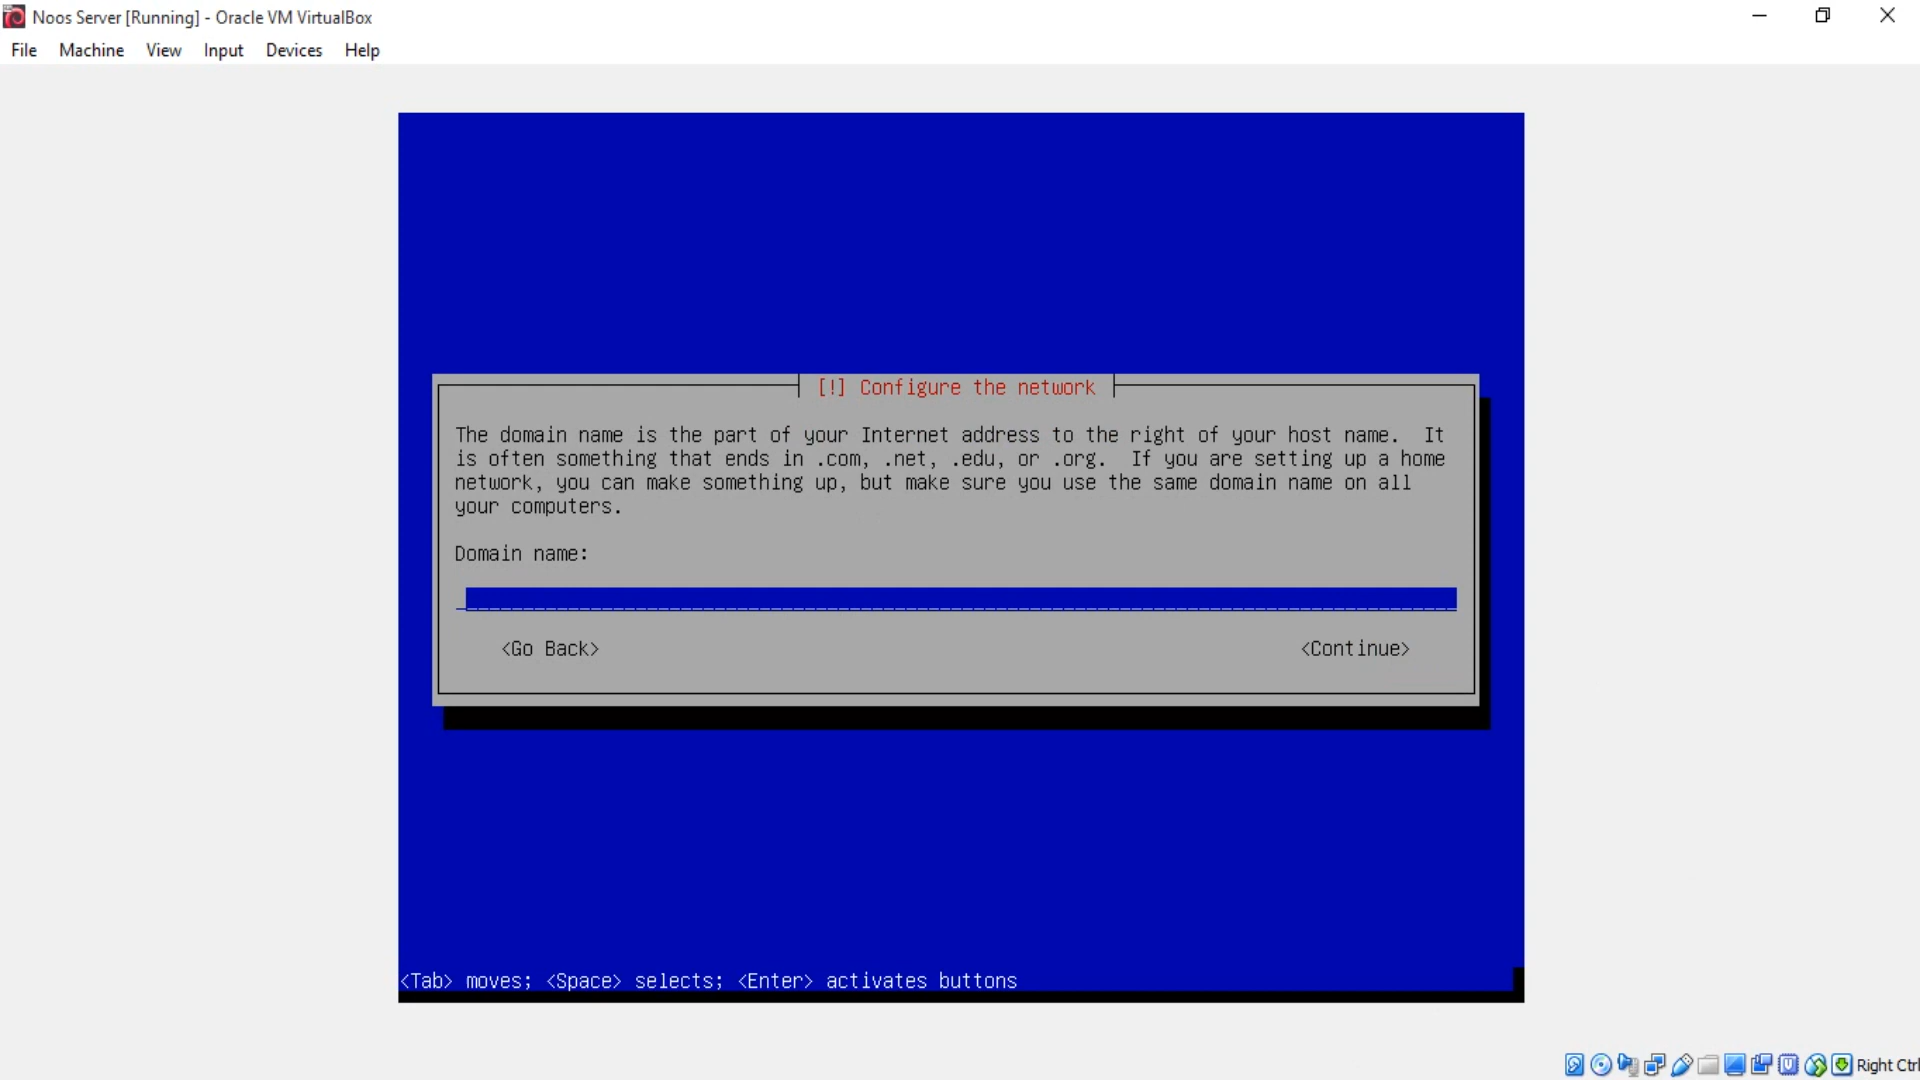 Noos Server [Running] - Oracle VM VirtualBox
File Machine View Input Devices Help
[!] Configure the network
The domain name is the part of your Internet address to the right of your host name. It
is often something that ends in .com, .net, .edu, or .org. If you are setting up a home
network, you can make something up, but make sure you use the same domain name on all
your computers.
Domain name:
<Go Back> <Continue>
<Tab> moves; <Space> selects; <Enter> activates buttons
Right Ctrl